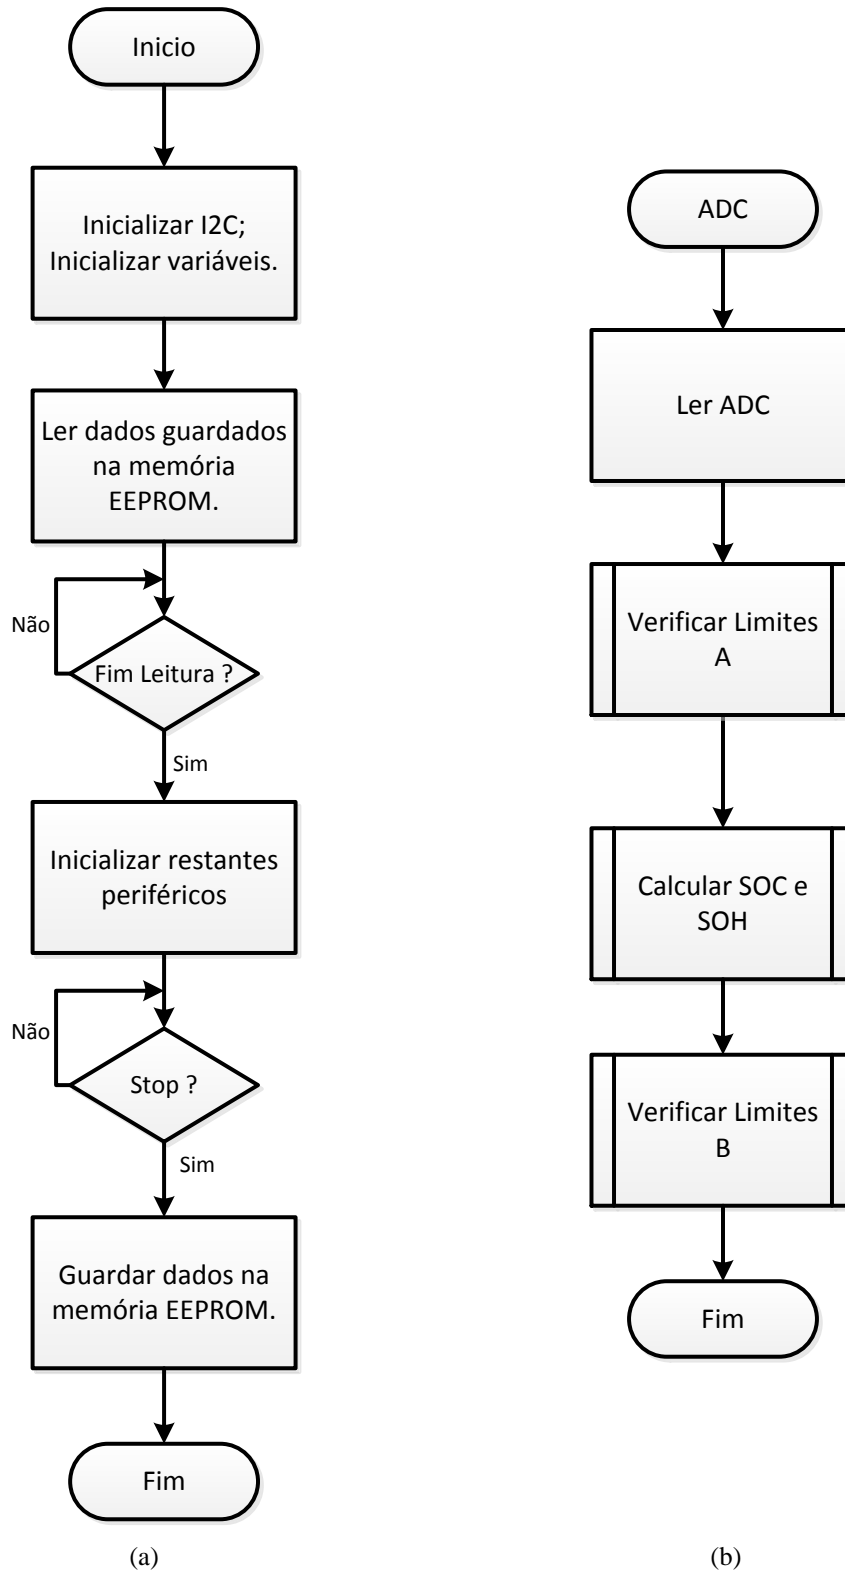 Inicio
Inicializar I2C;
Inicializar variáveis.
Ler dados guardados
na memória
EEPROM.
Não
Fim Leitura ?
Sim
Inicializar restantes
periféricos
Não
Stop ?
Sim
Guardar dados na
memória EEPROM.
Fim
(a)
ADC
Ler ADC
Verificar Limites
A
Calcular SOC e
SOH
Verificar Limites
B
Fim
(b)